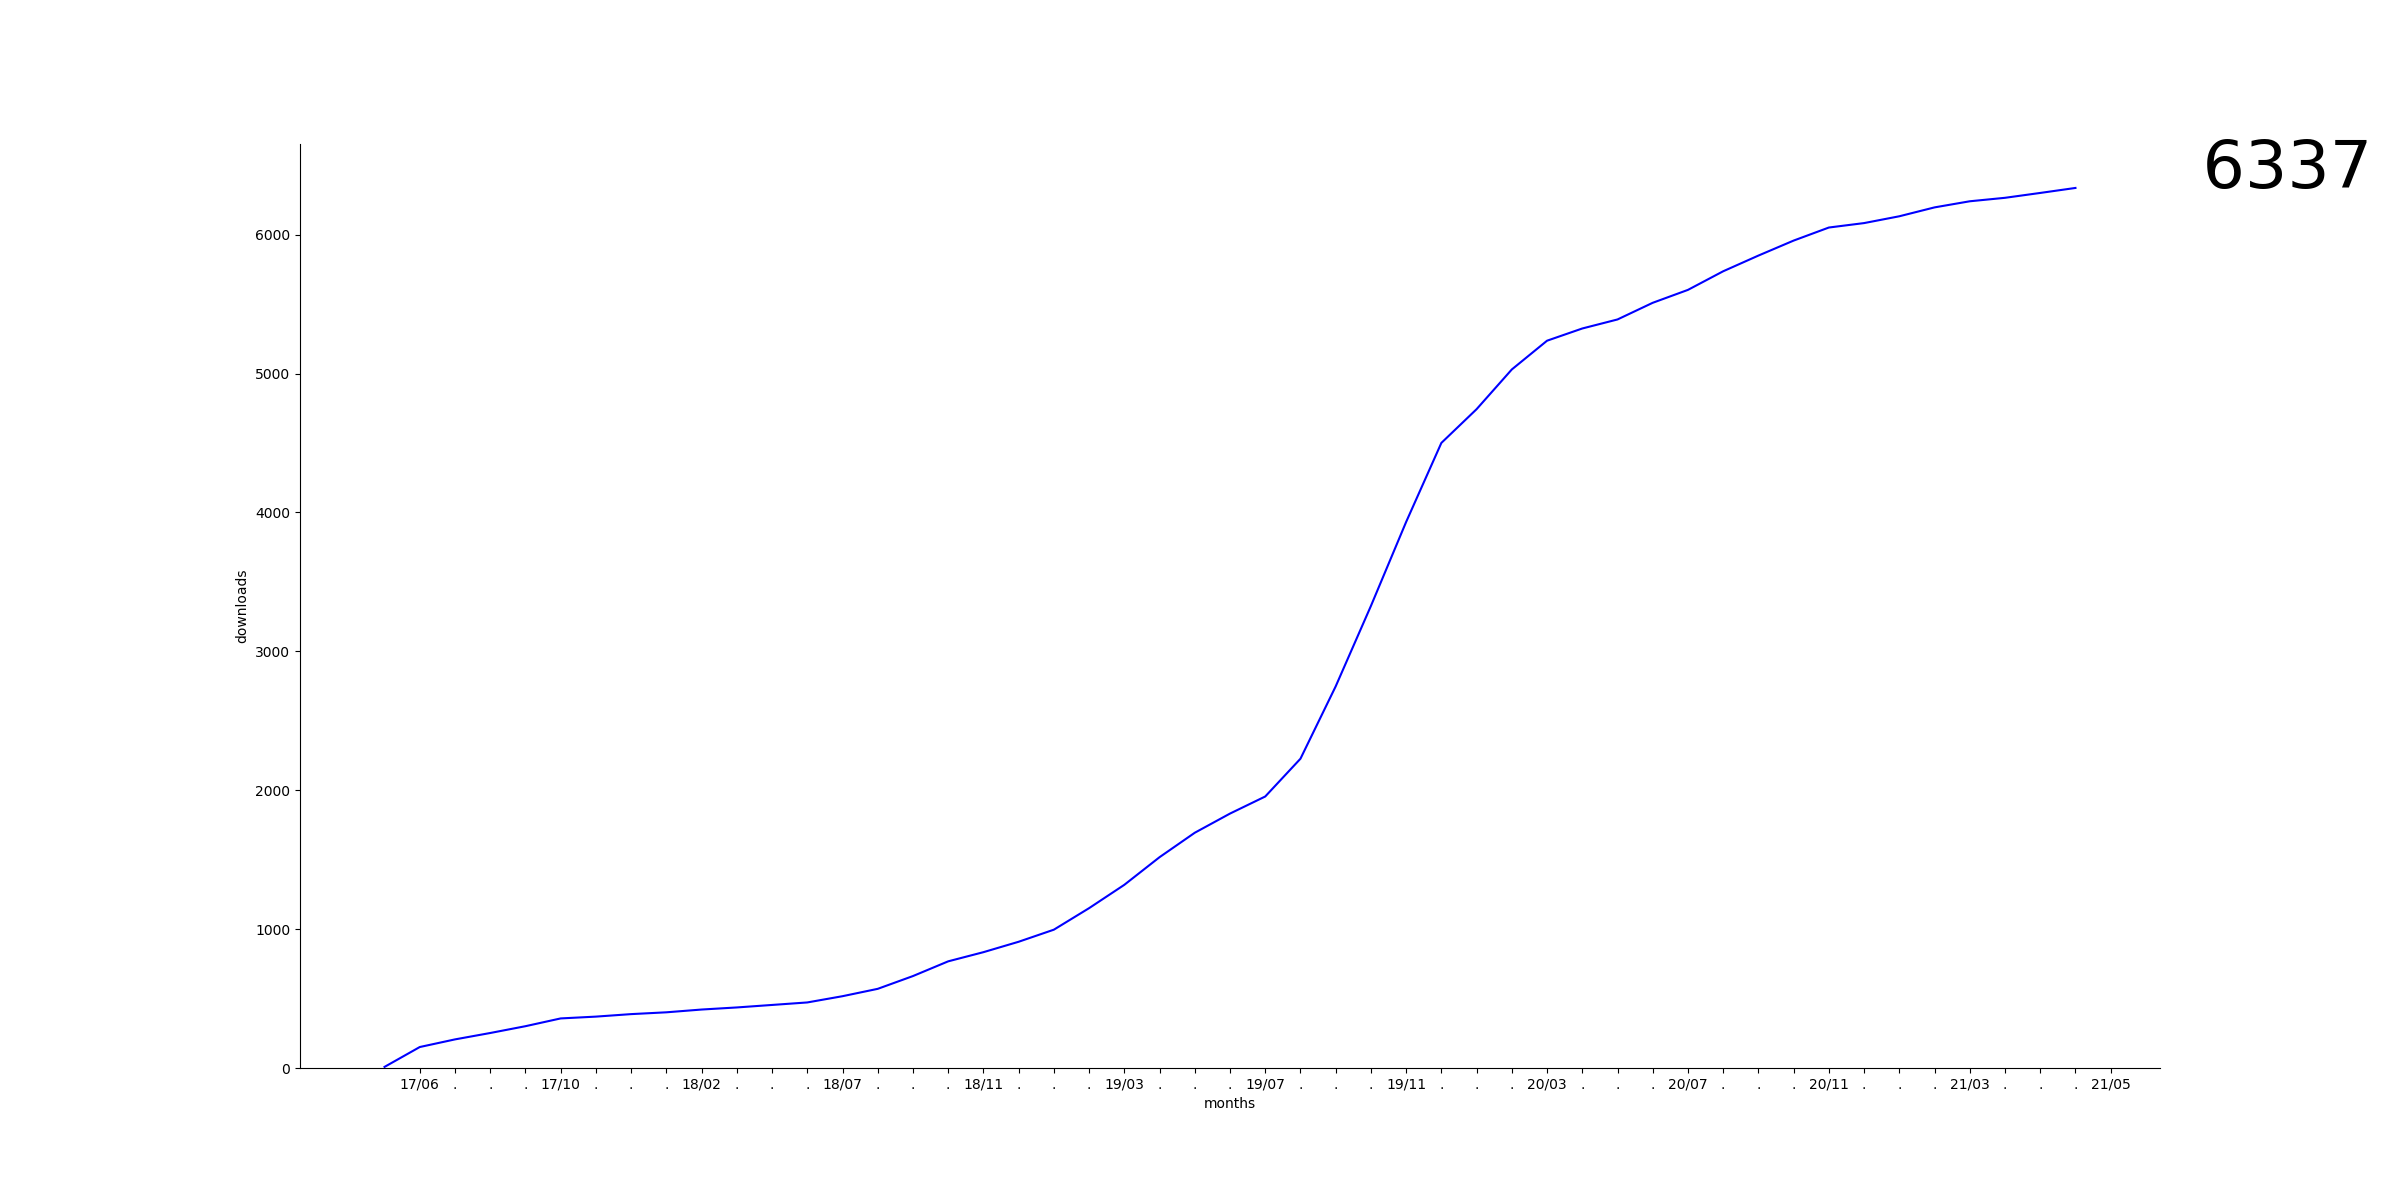 6337
6000
5000
4000
3000
2000
1000
0
downloads
17/06 . . . 17/10 . . . 18/02 . . . 18/07 . . . 18/11 . . . 19/03 . . . 19/07 . . . 19/11 . . . 20/03 . . . 20/07 . . . 20/11 . . . 21/03 . . . 21/05
months